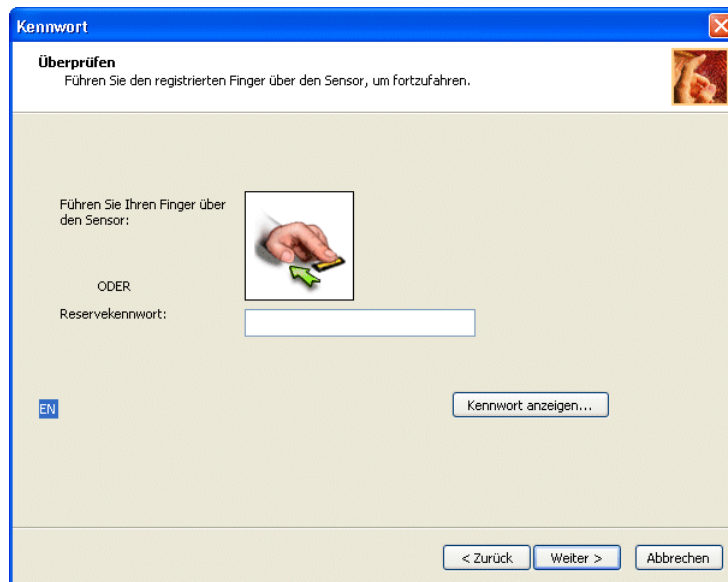 Kennwort
Überprüfen
Führen Sie den registrierten Finger über den Sensor, um fortzufahren.
Führen Sie Ihren Finger über
den Sensor:
ODER
Reservekennwort:
EN
Kennwort anzeigen...
< Zurück
Weiter >
Abbrechen